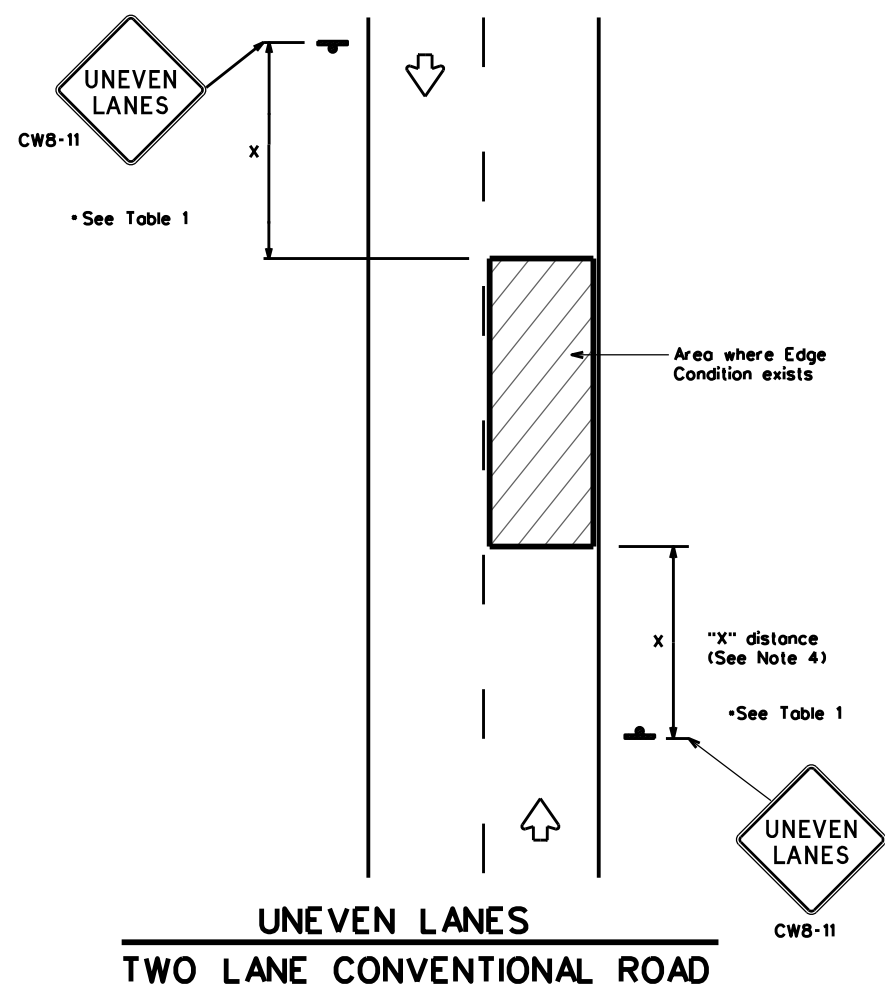 UNEVEN
LANES
CW8-11
X
*See Table 1
Area where Edge
Condition exists
X
"X" distance
(See Note 4)
*See Table 1
UNEVEN
LANES
CW8-11
UNEVEN LANES
TWO LANE CONVENTIONAL ROAD